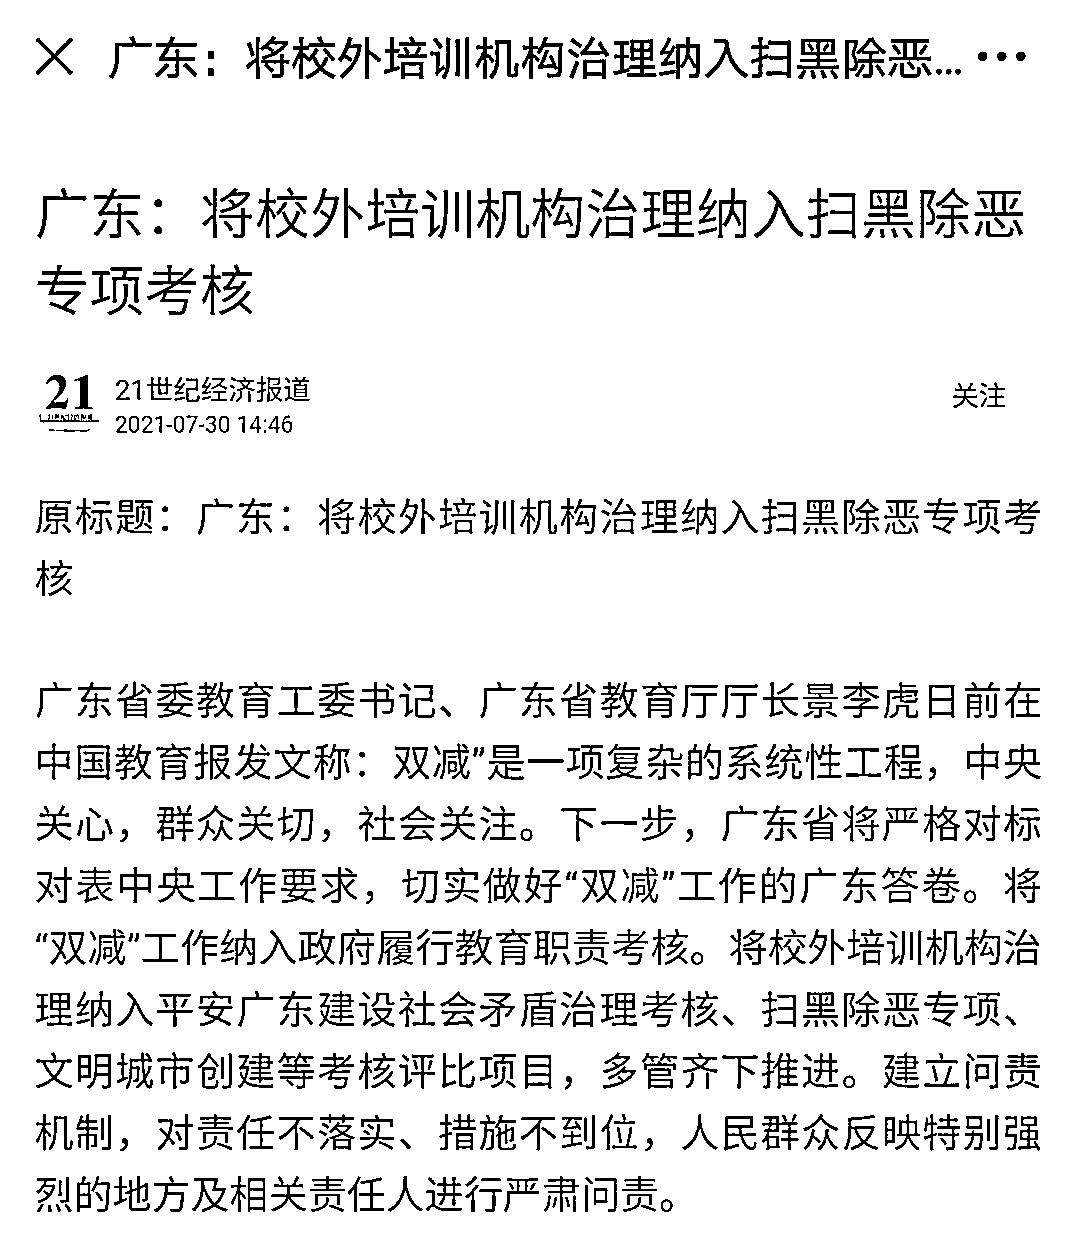 广东：将校外培训机构治理纳入扫黑除恶...
广东：将校外培训机构治理纳入扫黑除恶
专项考核
21
21世纪经济报道
2021-07-30 14:46
关注
原标题：广东：将校外培训机构治理纳入扫黑除恶专项考
核
广东省委教育工委书记、广东省教育厅厅长景李虎日前在
中国教育报发文称：双减”是一项复杂的系统性工程，中央
关心，群众关切，社会关注。下一步，广东省将严格对标
对表中央工作要求，切实做好“双减”工作的广东答卷。将
“双减”工作纳入政府履行教育职责考核。将校外培训机构治
理纳入平安广东建设社会矛盾治理考核、扫黑除恶专项、
文明城市创建等考核评比项目，多管齐下推进。建立问责
机制，对责任不落实、措施不到位，人民群众反映特别强
烈的地方及相关责任人进行严肃问责。